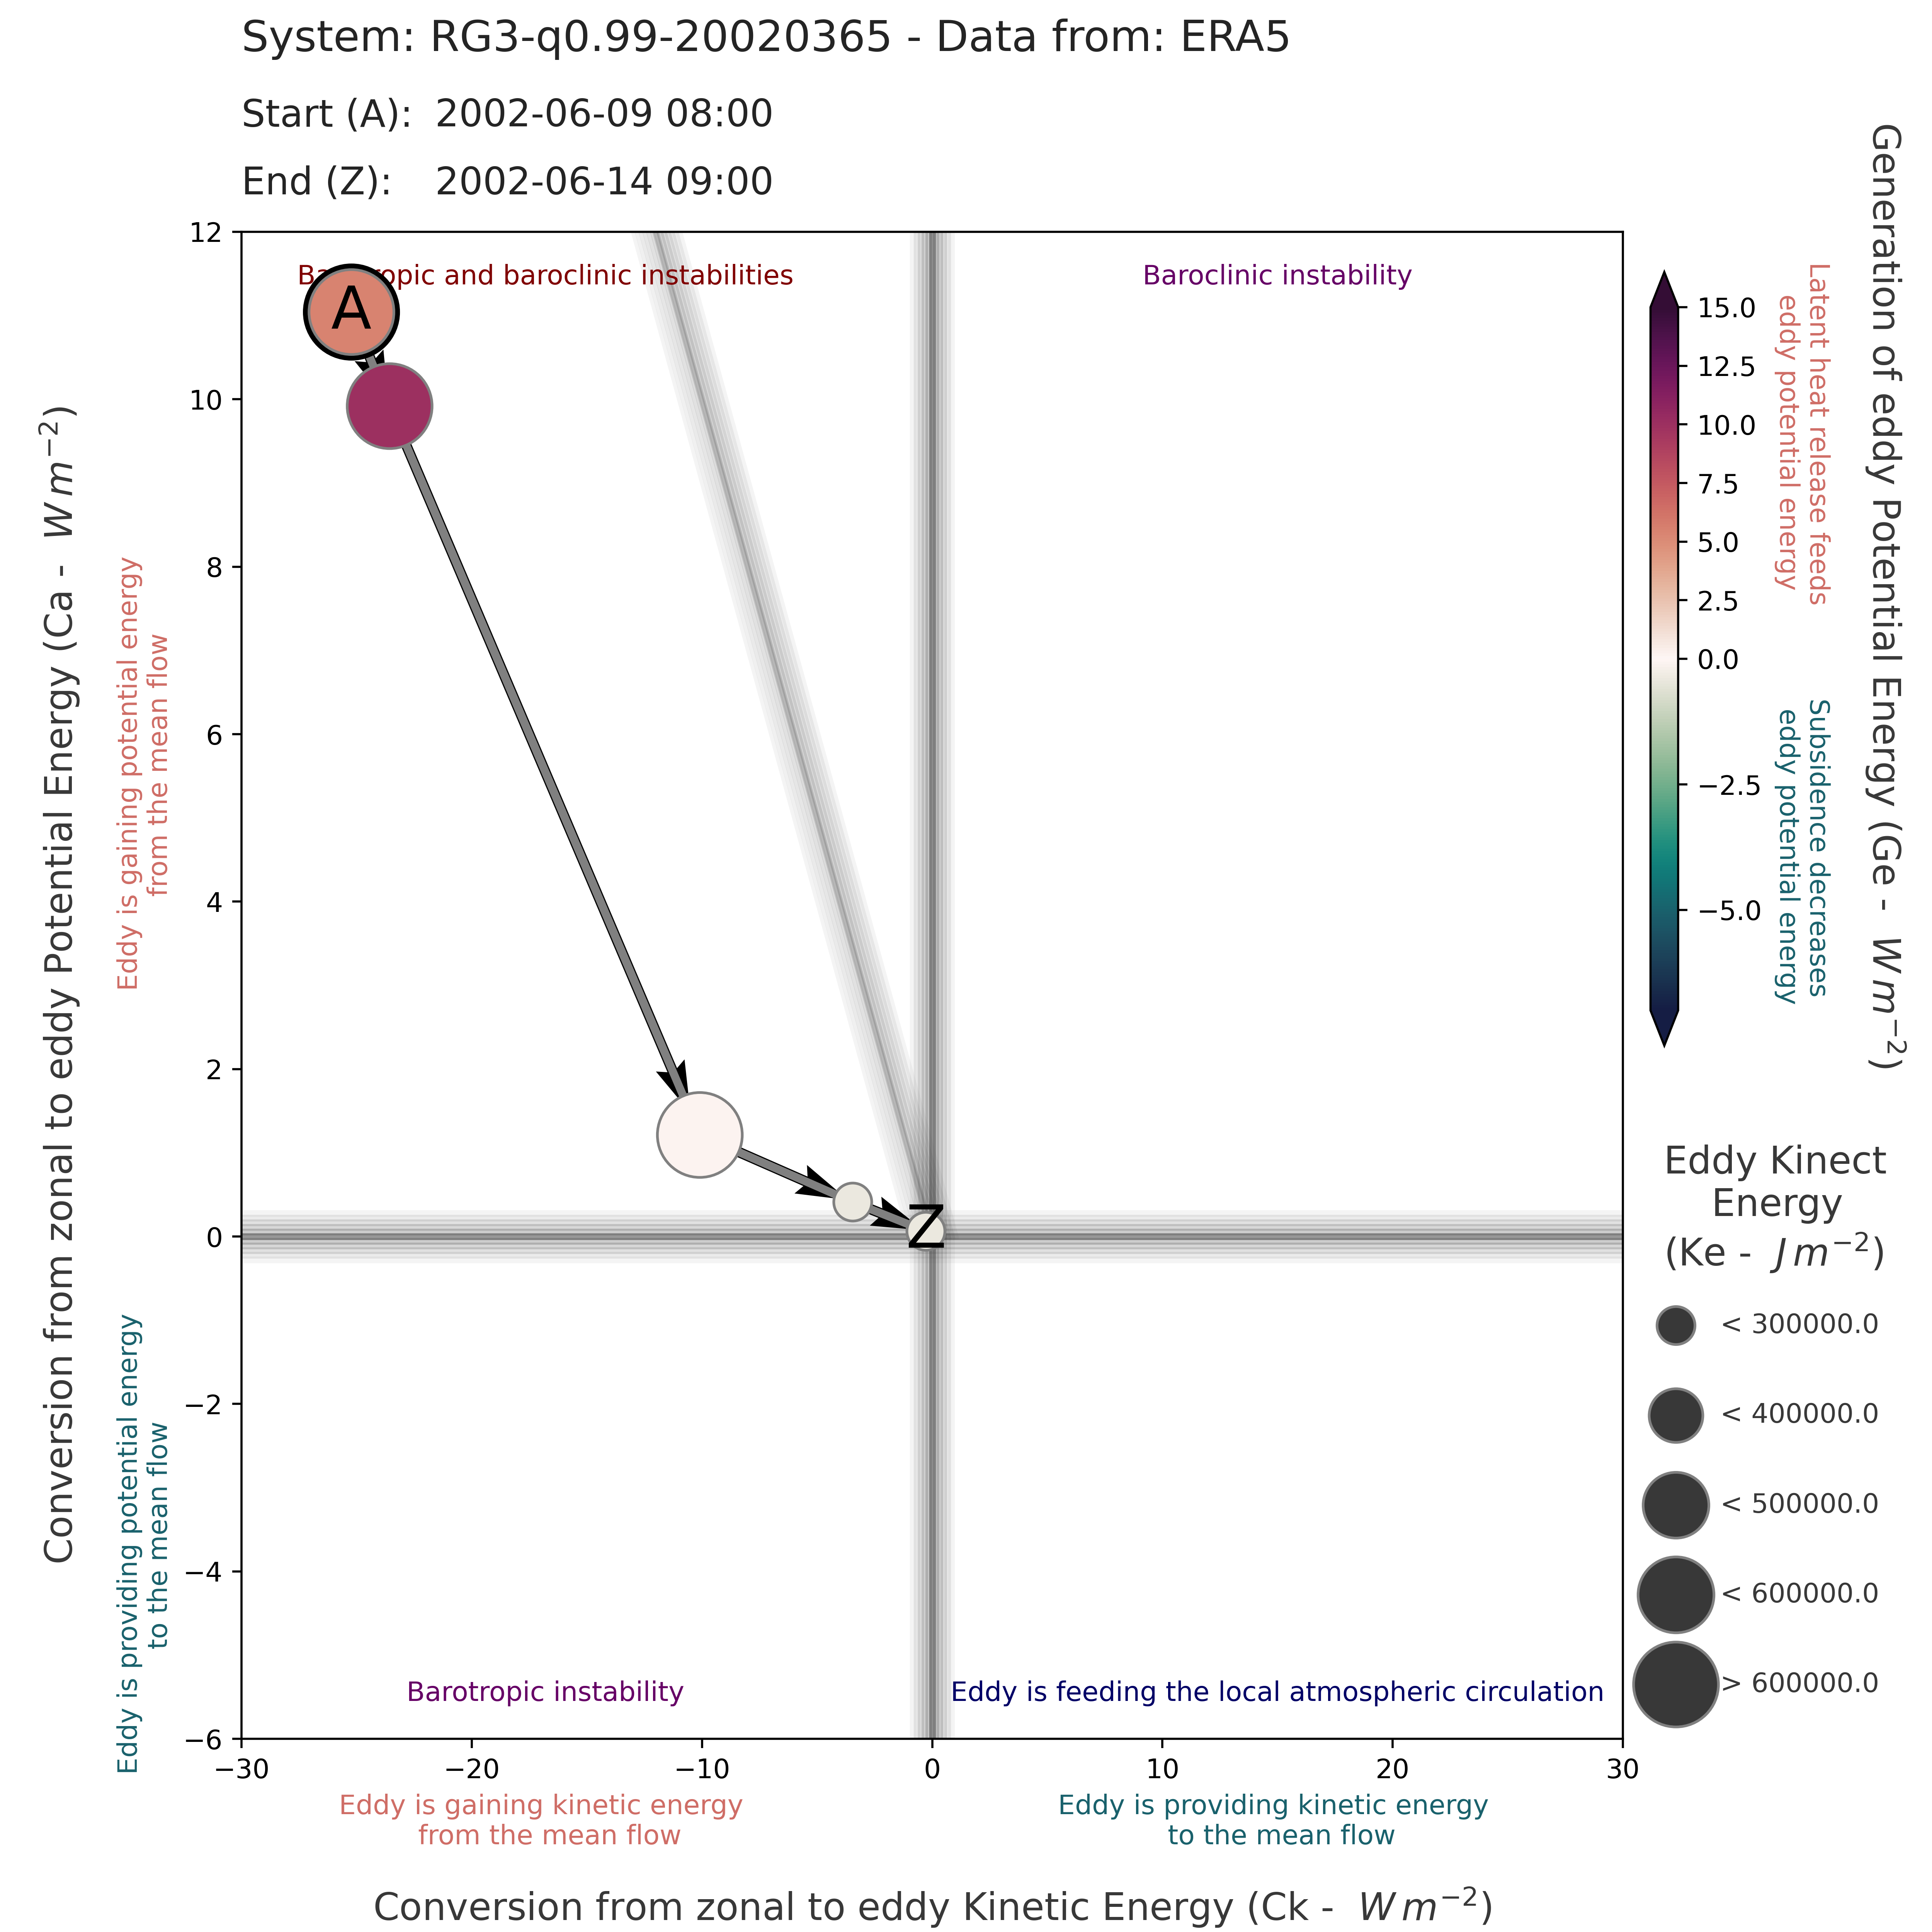 System: RG3-q0.99-20020365 - Data from: ERA5
Start (A): 2002-06-09 08:00
End (Z): 2002-06-14 09:00
12
10
8
6
4
2
0
−2
−4
−6
−30
−20
−10
0
10
20
30
and baroclinic instabilities
Baroclinic instability
Barotropic instability
Eddy is feeding the local atmospheric circulation
A
Z
Conversion from zonal to eddy Potential Energy (Ca - W m⁻²)
Eddy is gaining potential energy
from the mean flow
Eddy is providing potential energy
to the mean flow
Eddy is gaining kinetic energy
from the mean flow
Eddy is providing kinetic energy
to the mean flow
Conversion from zonal to eddy Kinetic Energy (Ck - W m⁻²)
15.0
12.5
10.0
7.5
5.0
2.5
0.0
−2.5
−5.0
Latent heat release feeds
eddy potential energy
Subsidence decreases
eddy potential energy
Generation of eddy Potential Energy (Ge - W m⁻²)
Eddy Kinect
Energy
(Ke - J m⁻²)
< 300000.0
< 400000.0
< 500000.0
< 600000.0
> 600000.0